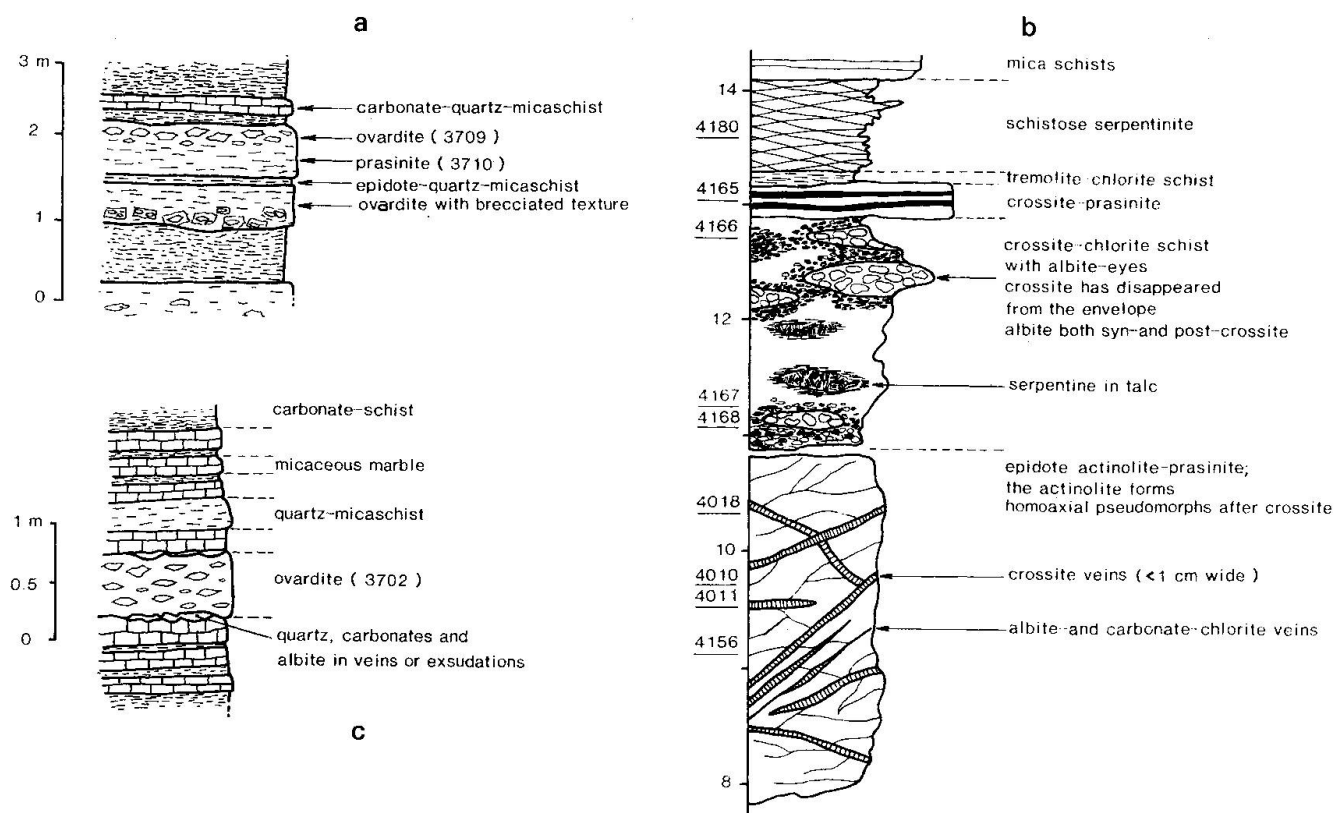 a
3 m
2
1
0
carbonate-quartz-micaschist
ovardite (3709)
prasinite (3710)
epidote-quartz-micaschist
ovardite with brecciated texture
1 m
0.5
0
carbonate-schist
micaceous marble
quartz-micaschist
ovardite (3702)
quartz, carbonates and
albite in veins or exsudations
c
b
14
12
10
8
4180
4165
4166
4167
4168
4018
4010
4011
4156
mica schists
schistose serpentinite
tremolite-chlorite schist
crossite-prasinite
crossite-chlorite schist
with albite-eyes
crossite has disappeared
from the envelope
albite both syn-and post-crossite
serpentine in talc
epidote actinolite-prasinite;
the actinolite forms
homoaxial pseudomorphs after crossite
crossite veins (<1 cm wide)
albite-and carbonate-chlorite veins